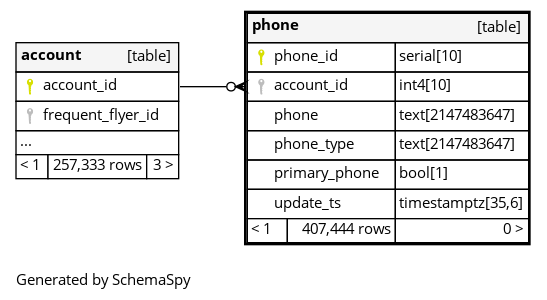 account [table]
account_id
frequent_flyer_id
...
< 1 257,333 rows 3 >
phone [table]
phone_id serial[10]
account_id int4[10]
phone text[2147483647]
phone_type text[2147483647]
primary_phone bool[1]
update_ts timestamptz[35,6]
< 1 407,444 rows 0 >
Generated by SchemaSpy